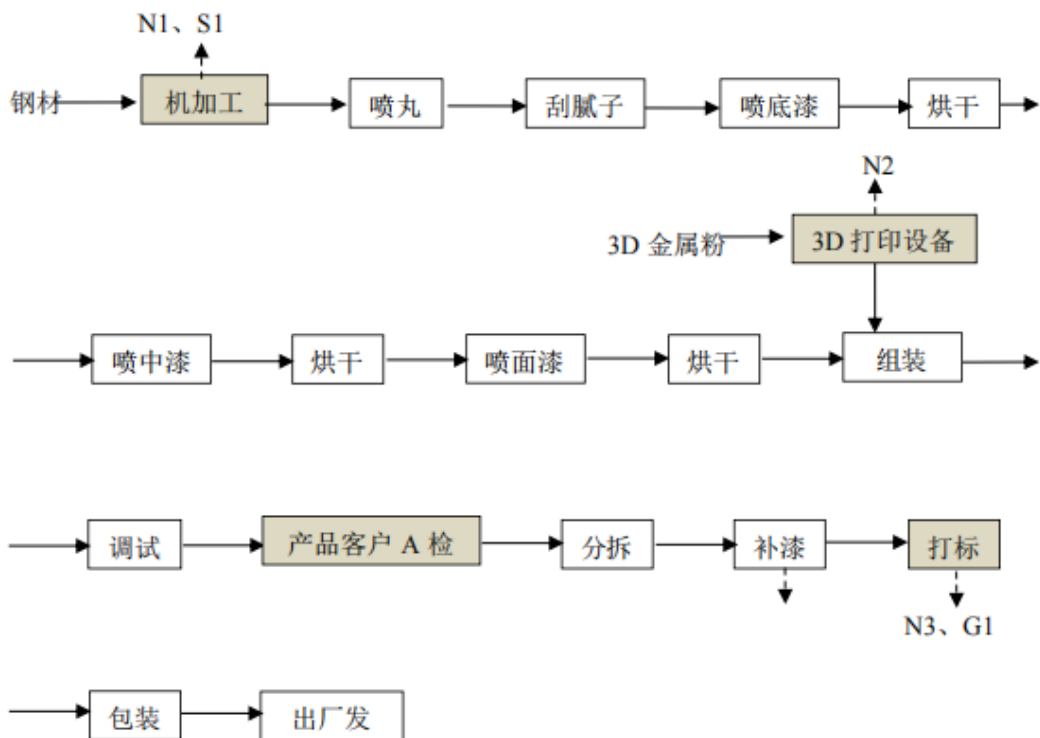 N1、S1
钢材 机加工 喷丸 刮腻子 喷底漆 烘干
N2
3D 金属粉 3D 打印设备
喷中漆 烘干 喷面漆 烘干 组装
调试 产品客户 A 检 分拆 补漆 打标
N3、G1
包装 出厂发